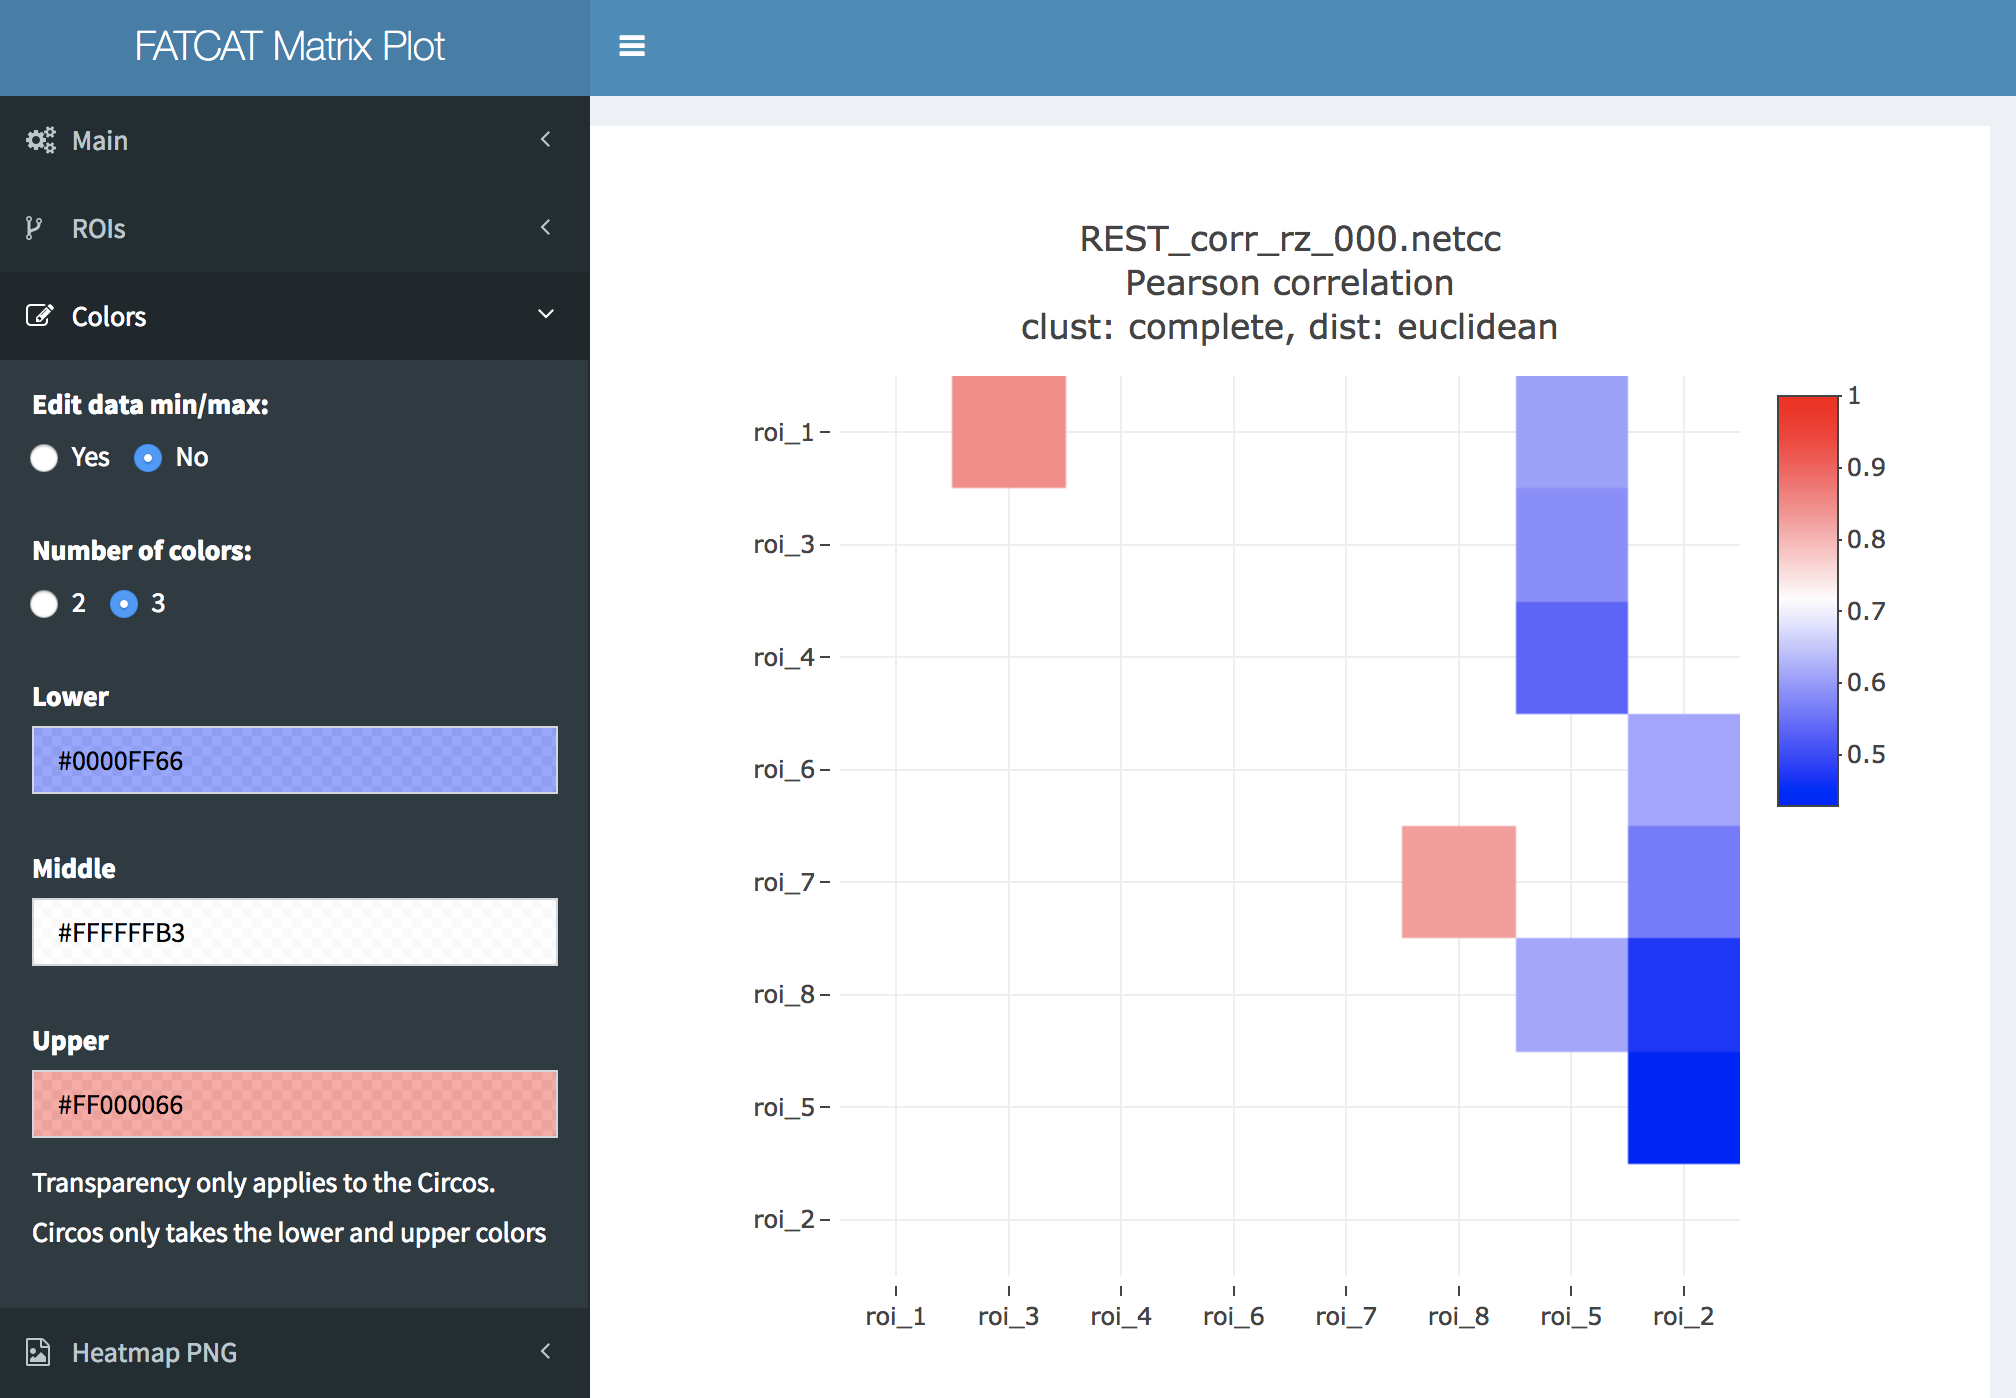 FATCAT Matrix Plot
Main
ROIs
Colors
Edit data min/max:
Yes No
Number of colors:
2 3
Lower
#0000FF66
Middle
#FFFFFFB3
Upper
#FF000066
Transparency only applies to the Circos.
Circos only takes the lower and upper colors
Heatmap PNG
REST_corr_rz_000.netcc
Pearson correlation
clust: complete, dist: euclidean
roi_1
roi_3
roi_4
roi_6
roi_7
roi_8
roi_5
roi_2
roi_1 roi_3 roi_4 roi_6 roi_7 roi_8 roi_5 roi_2
1
0.9
0.8
0.7
0.6
0.5